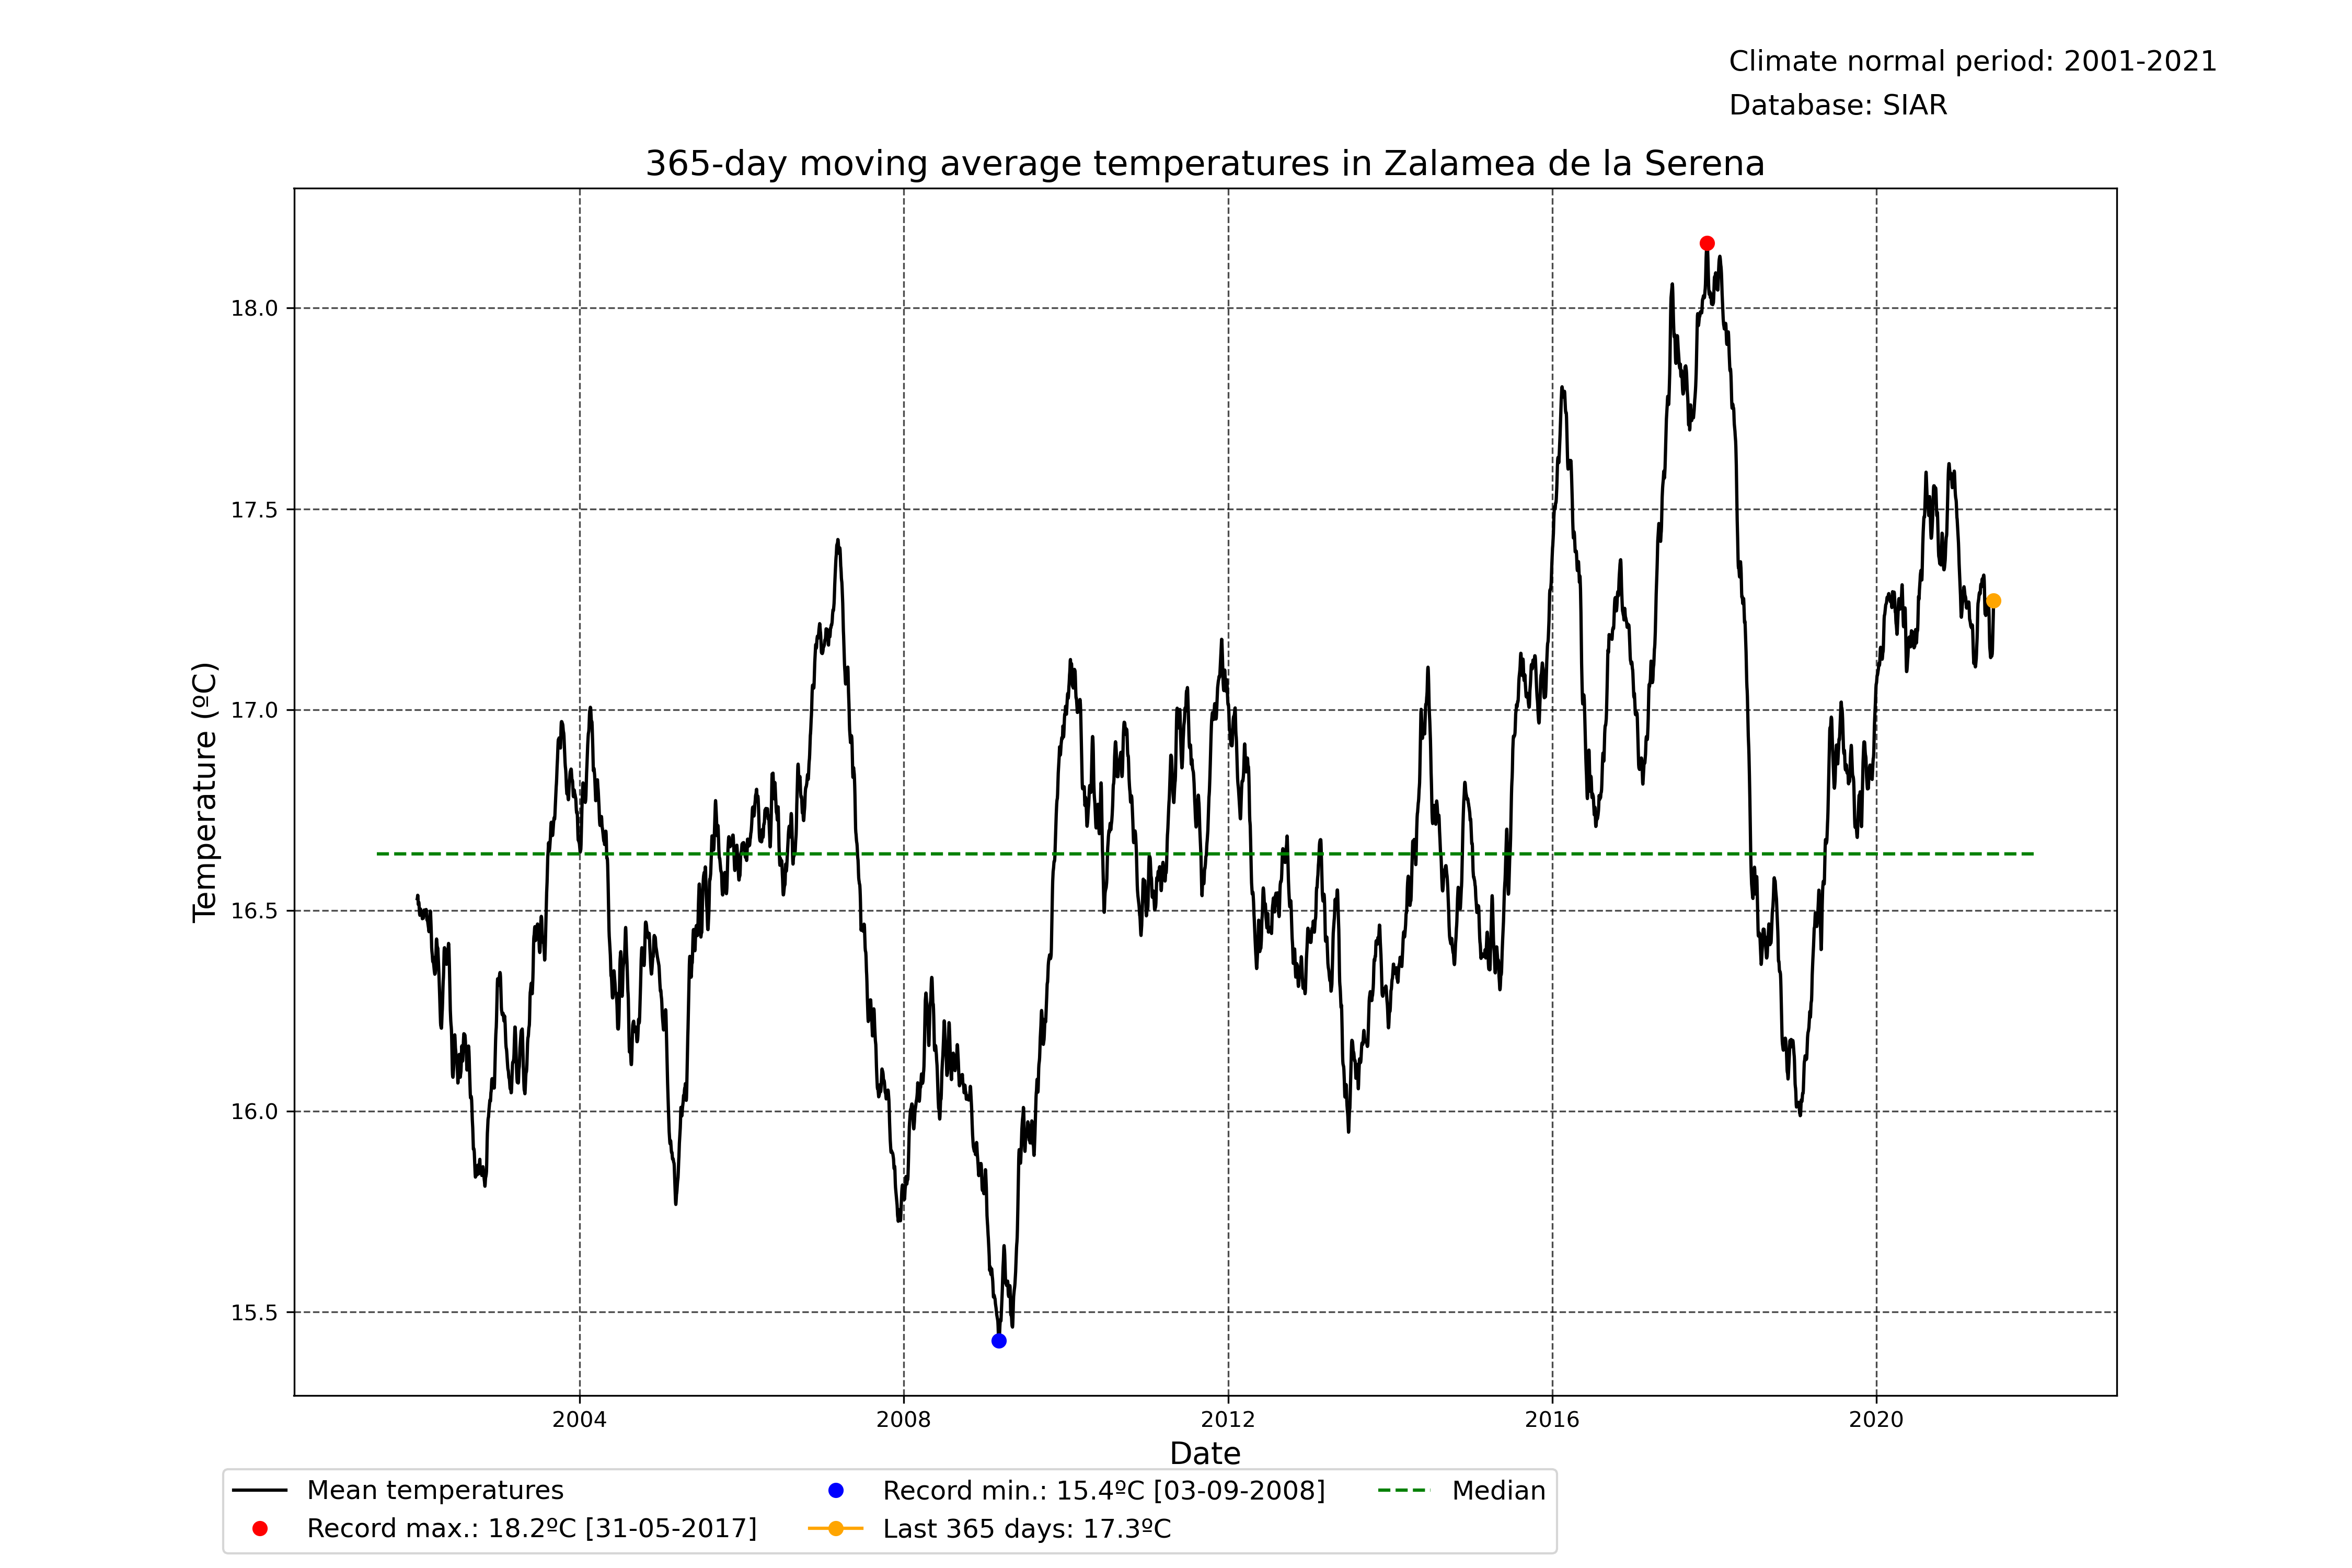 Climate normal period: 2001-2021
Database: SIAR
365-day moving average temperatures in Zalamea de la Serena
Temperature (ºC)
18.0
17.5
17.0
16.5
16.0
15.5
2004
2008
2012
2016
2020
Date
Mean temperatures
Record max.: 18.2ºC [31-05-2017]
Record min.: 15.4ºC [03-09-2008]
Last 365 days: 17.3ºC
Median